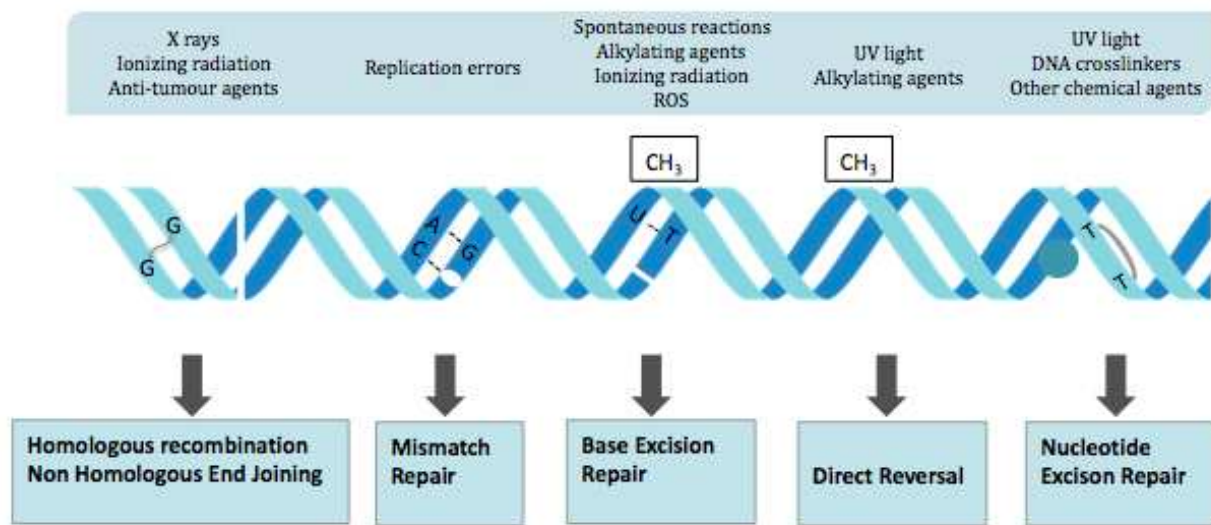 X rays
Ionizing radiation
Anti-tumour agents
Replication errors
Spontaneous reactions
Alkylating agents
Ionizing radiation
ROS
UV light
Alkylating agents
UV light
DNA crosslinkers
Other chemical agents
CH₃
CH₃
G
G
A
G
C
U
T
T
T
Homologous recombination
Non Homologous End Joining
Mismatch
Repair
Base Excision
Repair
Direct Reversal
Nucleotide
Excison Repair